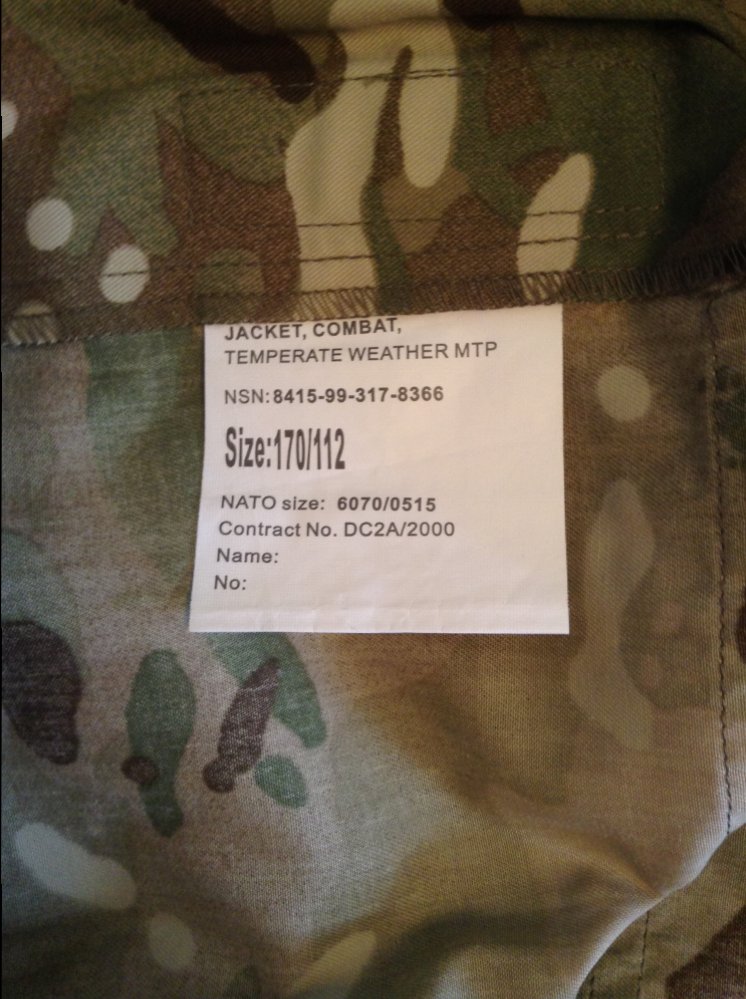 JACKET, COMBAT,
TEMPERATE WEATHER MTP
NSN: 8415-99-317-8366
Size:170/112
NATO size: 6070/0515
Contract No. DC2A/2000
Name:
No: